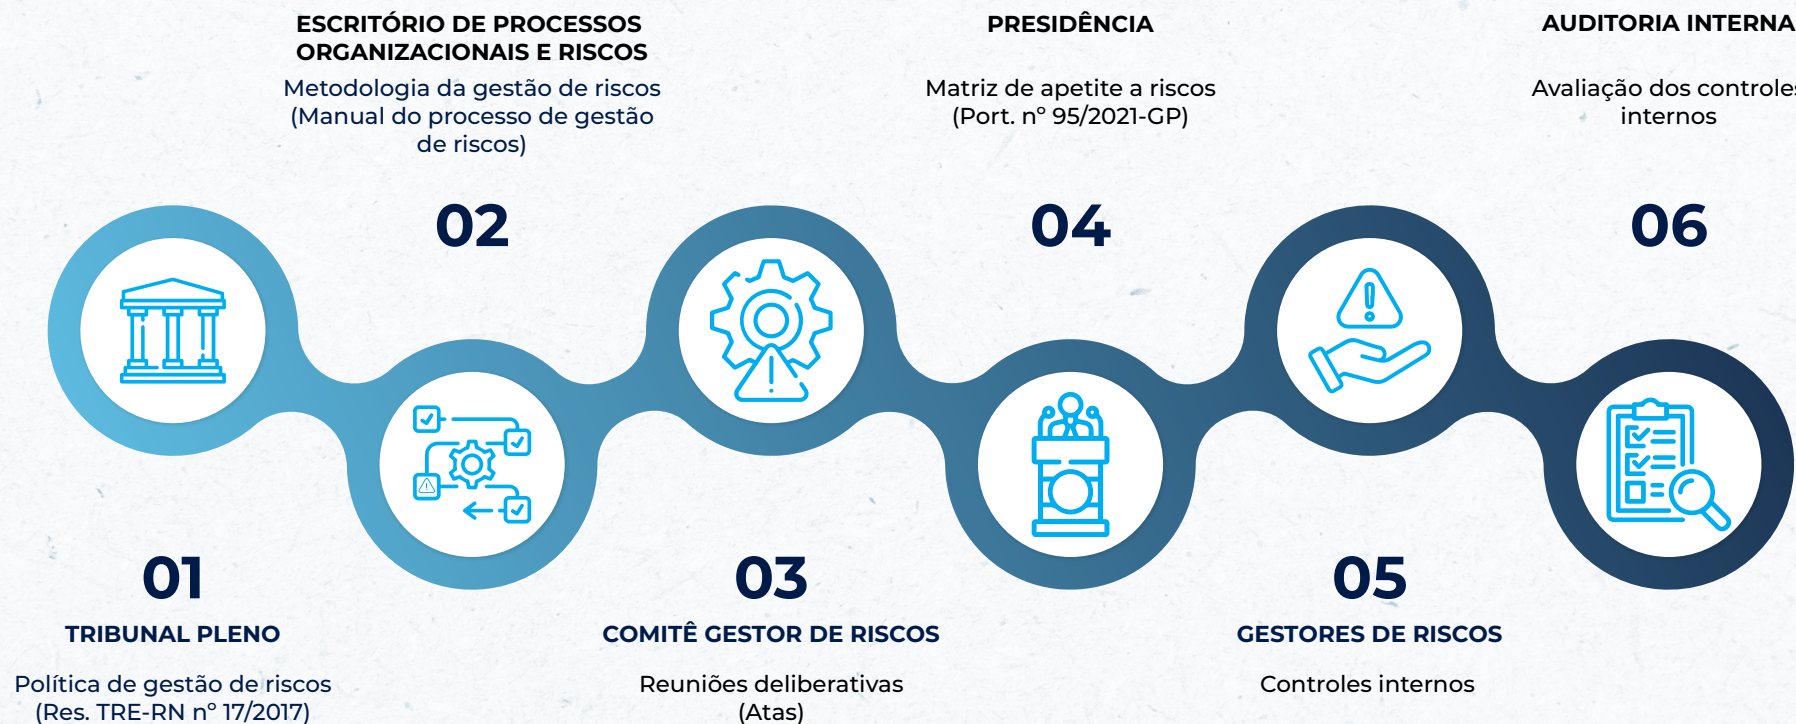 01
TRIBUNAL PLENO
Política de gestão de riscos
(Res. TRE-RN nº 17/2017)
ESCRITÓRIO DE PROCESSOS
ORGANIZACIONAIS E RISCOS
Metodologia da gestão de riscos
(Manual do processo de gestão
de riscos)
02
03
COMITÊ GESTOR DE RISCOS
Reuniões deliberativas
(Atas)
PRESIDÊNCIA
Matriz de apetite a riscos
(Port. nº 95/2021-GP)
04
05
GESTORES DE RISCOS
Controles internos
AUDITORIA INTERNA
Avaliação dos controles
internos
06